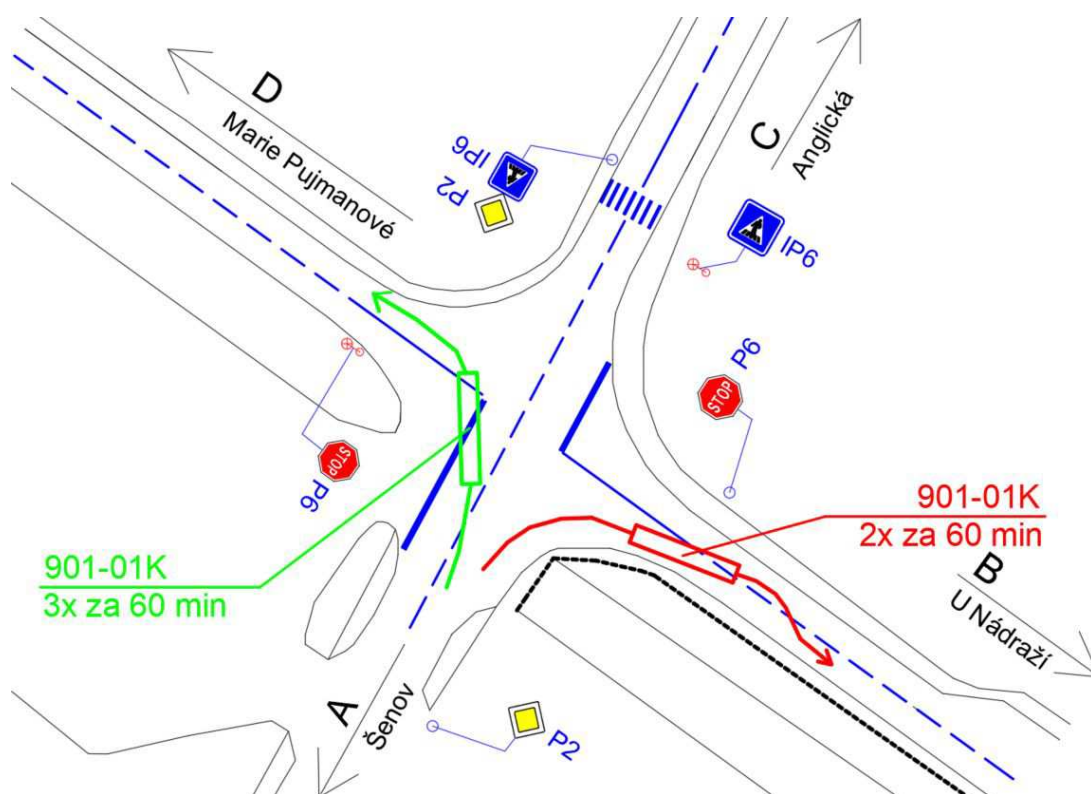 D
Marie Pujmanové
C
Anglická
IP6
P2
IP6
P6
STOP
STOP
P6
901-01K
3x za 60 min
901-01K
2x za 60 min
B
U Nádraží
A
Šenov
P2